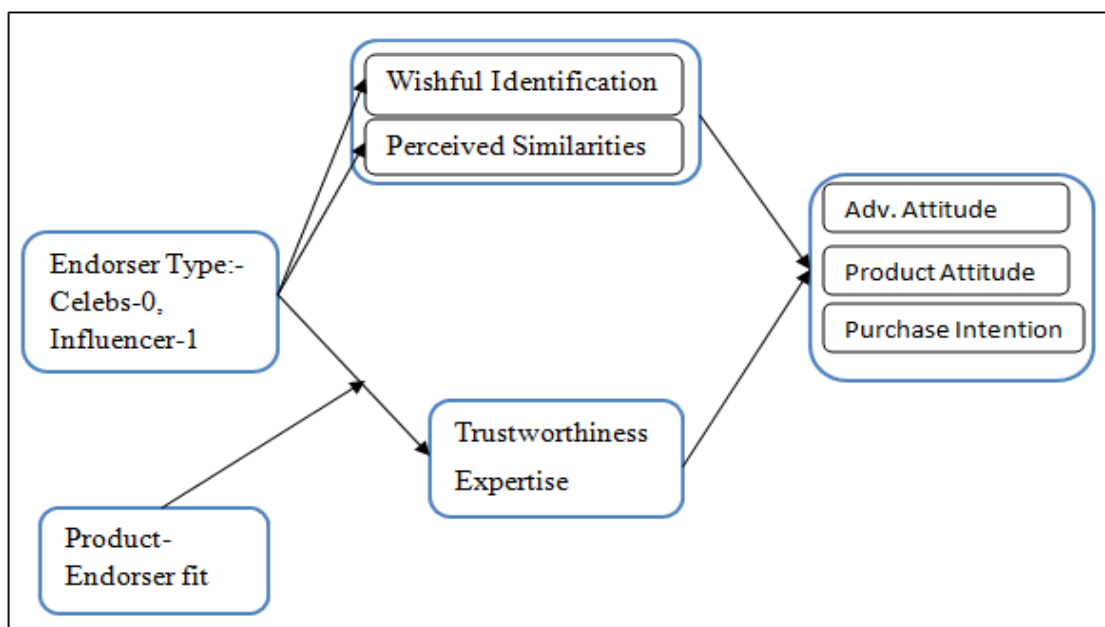 Wishful Identification
Perceived Similarities
Endorser Type:-
Celebs-0,
Influencer-1
Adv. Attitude
Product Attitude
Purchase Intention
Trustworthiness
Expertise
Product-
Endorser fit